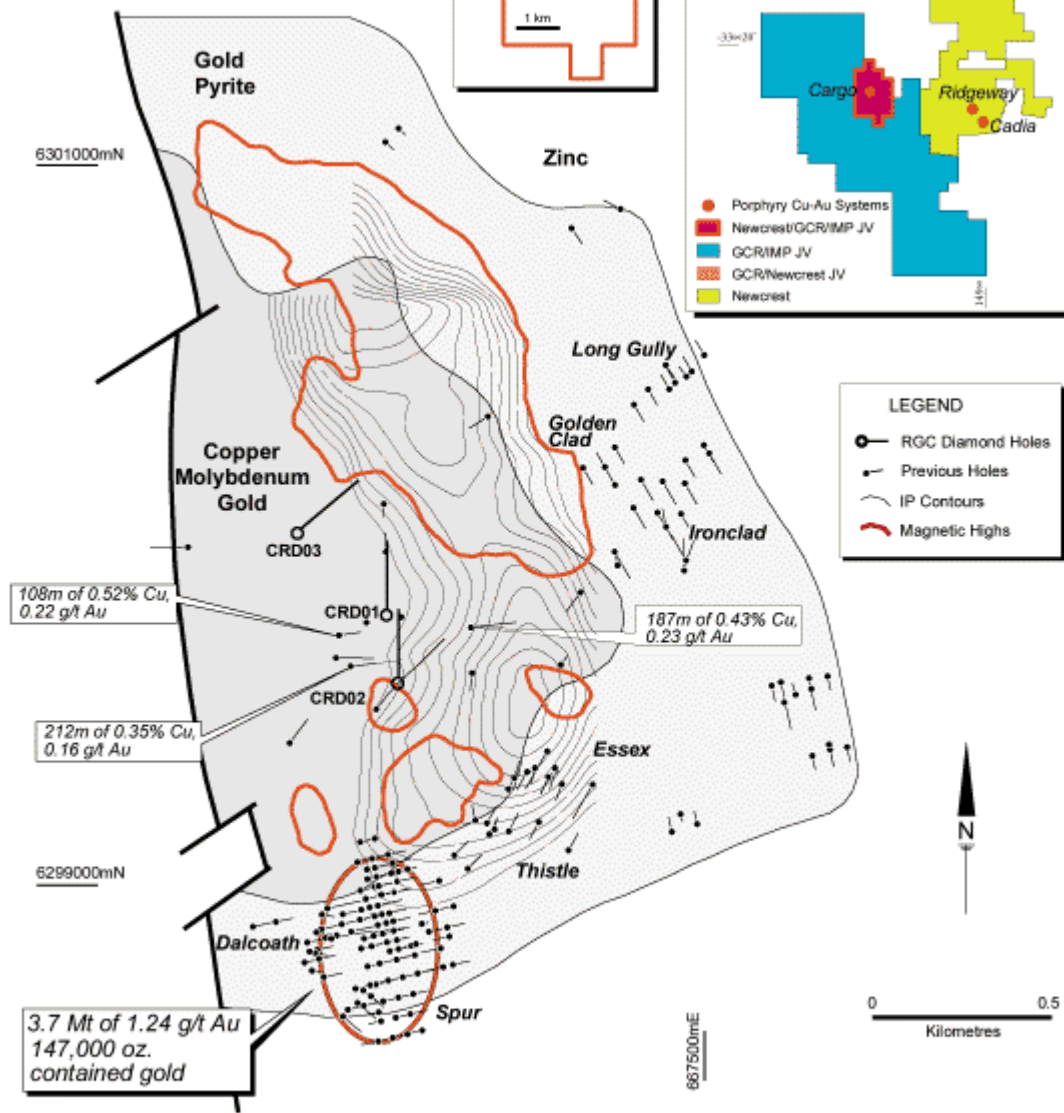 1 km
Gold
Pyrite
6301000mN
Zinc
Cargo
Ridgeway
Cadia
Porphyry Cu-Au Systems
Newcrest/GCR/IMP JV
GCR/IMP JV
GCR/Newcrest JV
Newcrest
Long Gully
Golden
Clad
Copper
Molybdenum
Gold
LEGEND
RGC Diamond Holes
Previous Holes
IP Contours
Magnetic Highs
CRD03
Ironclad
108m of 0.52% Cu,
0.22 g/t Au
CRD01
187m of 0.43% Cu,
0.23 g/t Au
CRD02
212m of 0.35% Cu,
0.16 g/t Au
Essex
N
6299000mN
Thistle
Dalcoath
Spur
3.7 Mt of 1.24 g/t Au
147,000 oz.
contained gold
667500mE
0 0.5
Kilometres